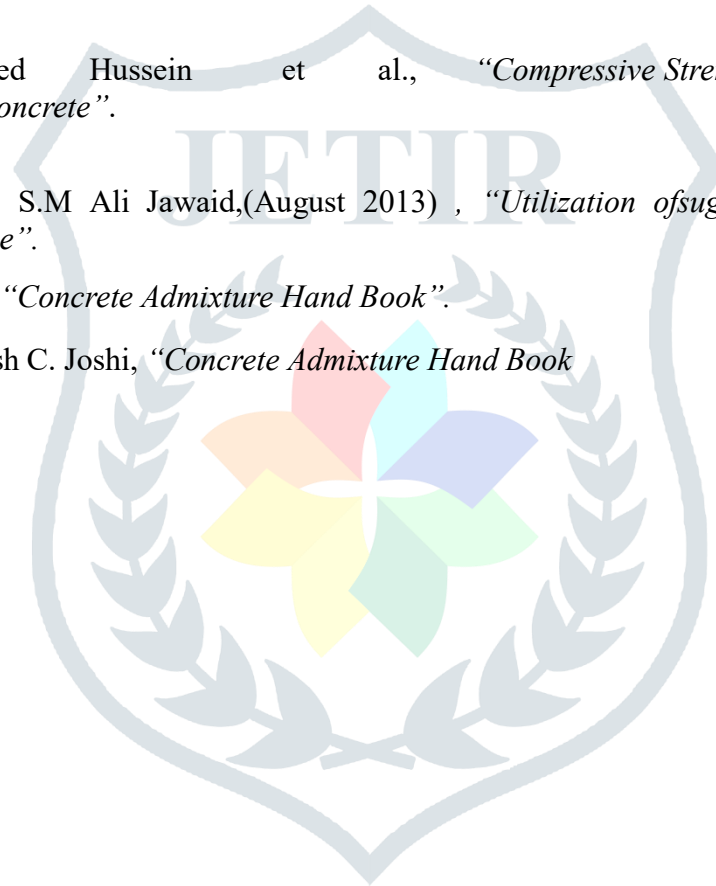 ed Hussein et al., “Compressive Stre
oncrete”.
JETIR
S.M Ali Jawaid,(August 2013) , “Utilization ofsug
e”.
“Concrete Admixture Hand Book”.
sh C. Joshi, “Concrete Admixture Hand Book